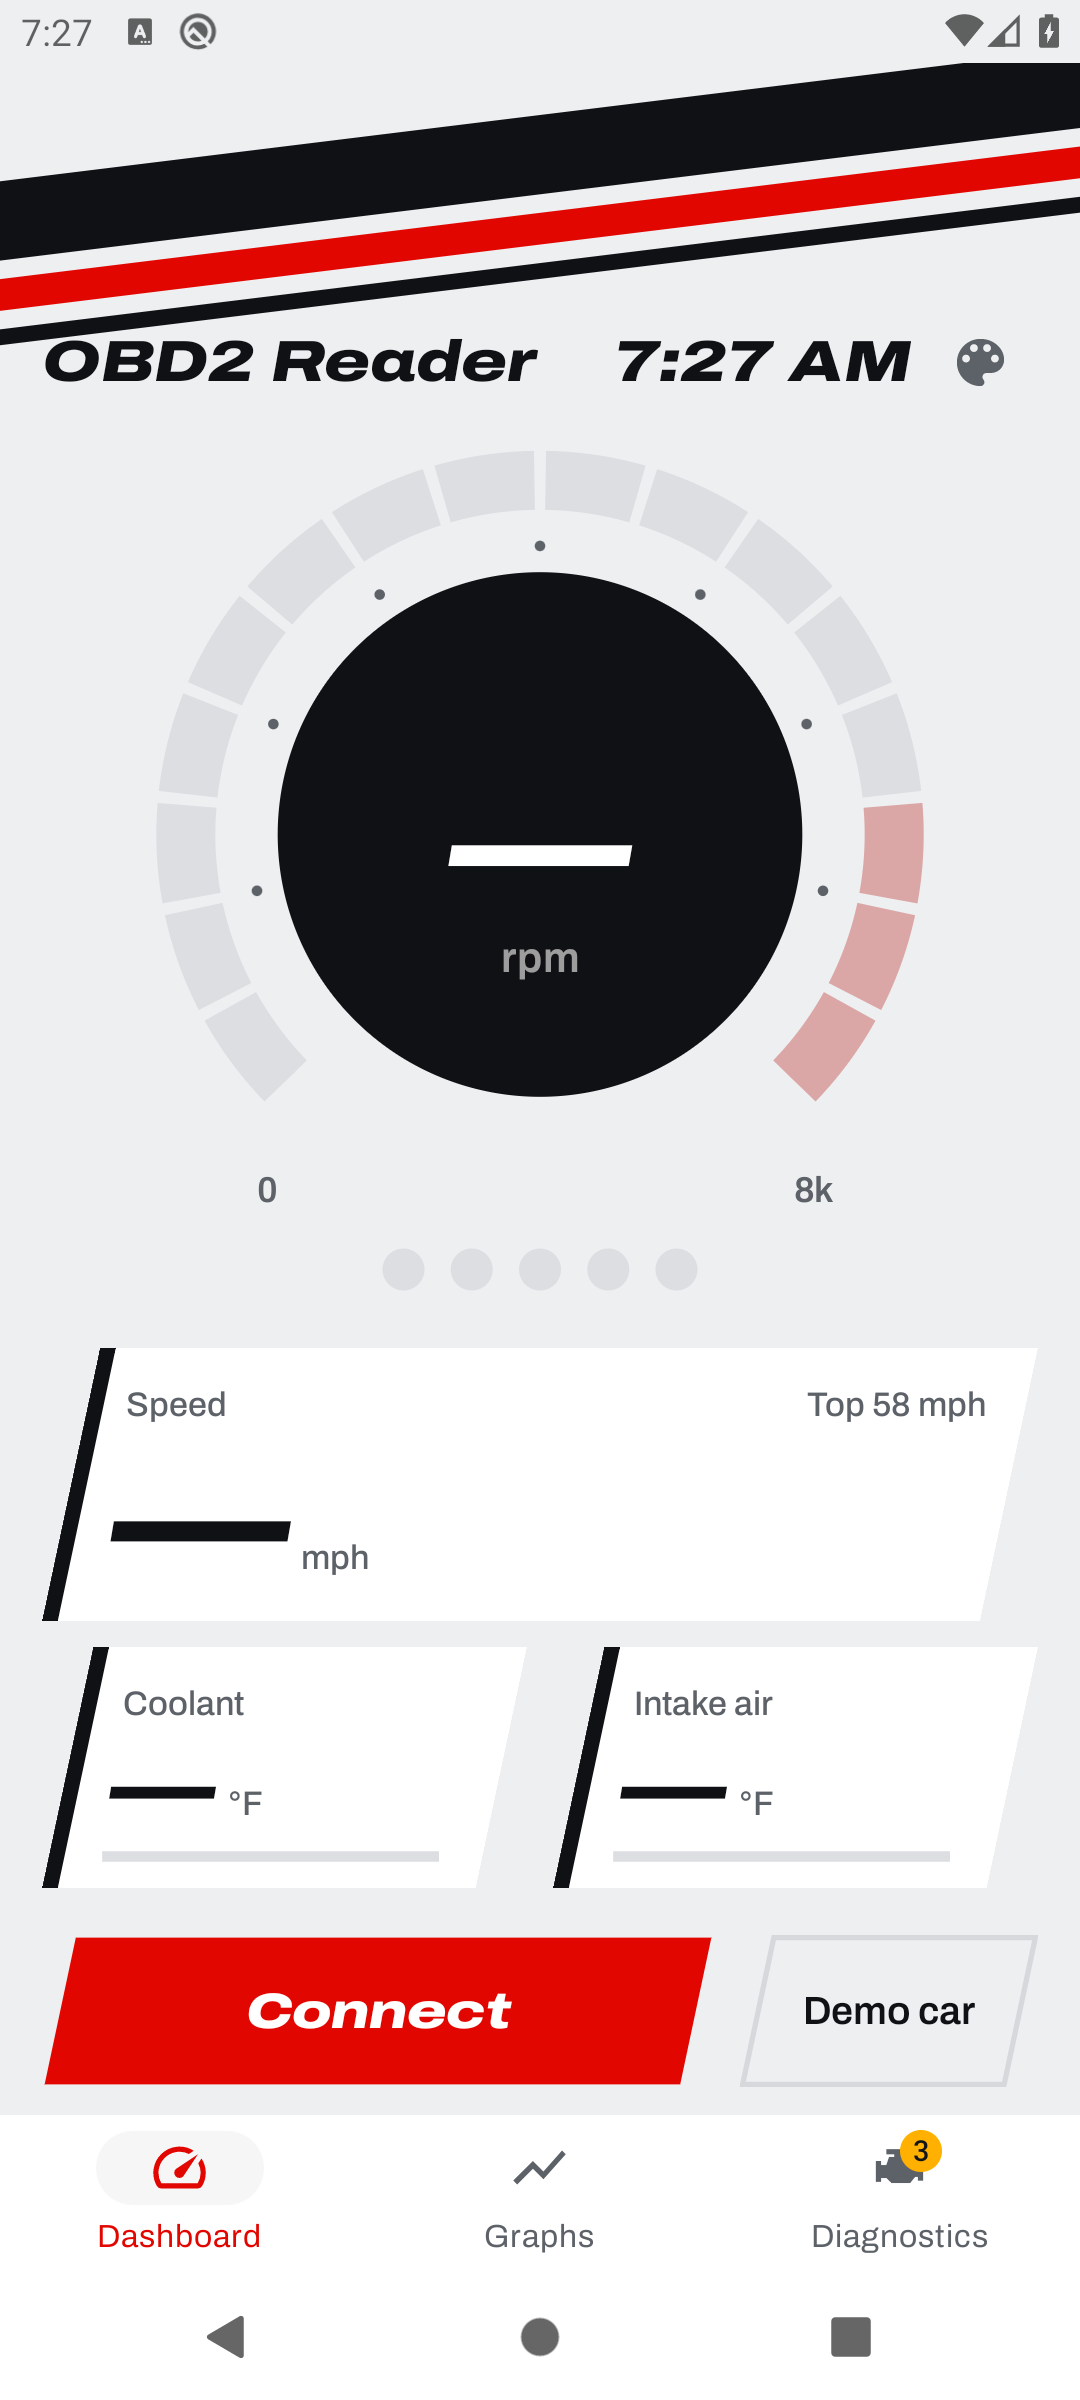 7:27
OBD2 Reader 7:27 AM
rpm
0 8k
Speed Top 58 mph
mph
Coolant Intake air
°F °F
Connect Demo car
3
Dashboard Graphs Diagnostics